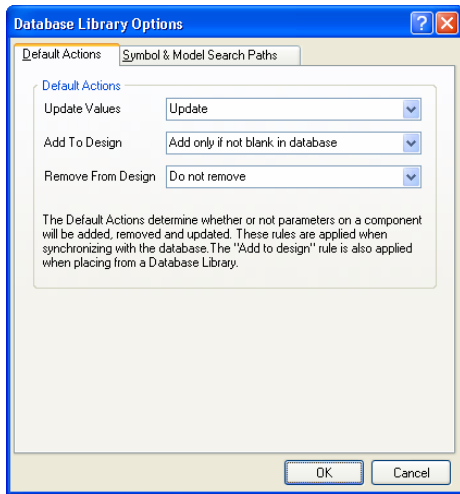 Database Library Options
Default Actions
Symbol & Model Search Paths
Default Actions
Update Values
Update
Add To Design
Add only if not blank in database
Remove From Design
Do not remove
The Default Actions determine whether or not parameters on a component
will be added, removed and updated. These rules are applied when
synchronizing with the database.The "Add to design" rule is also applied
when placing from a Database Library.
OK
Cancel